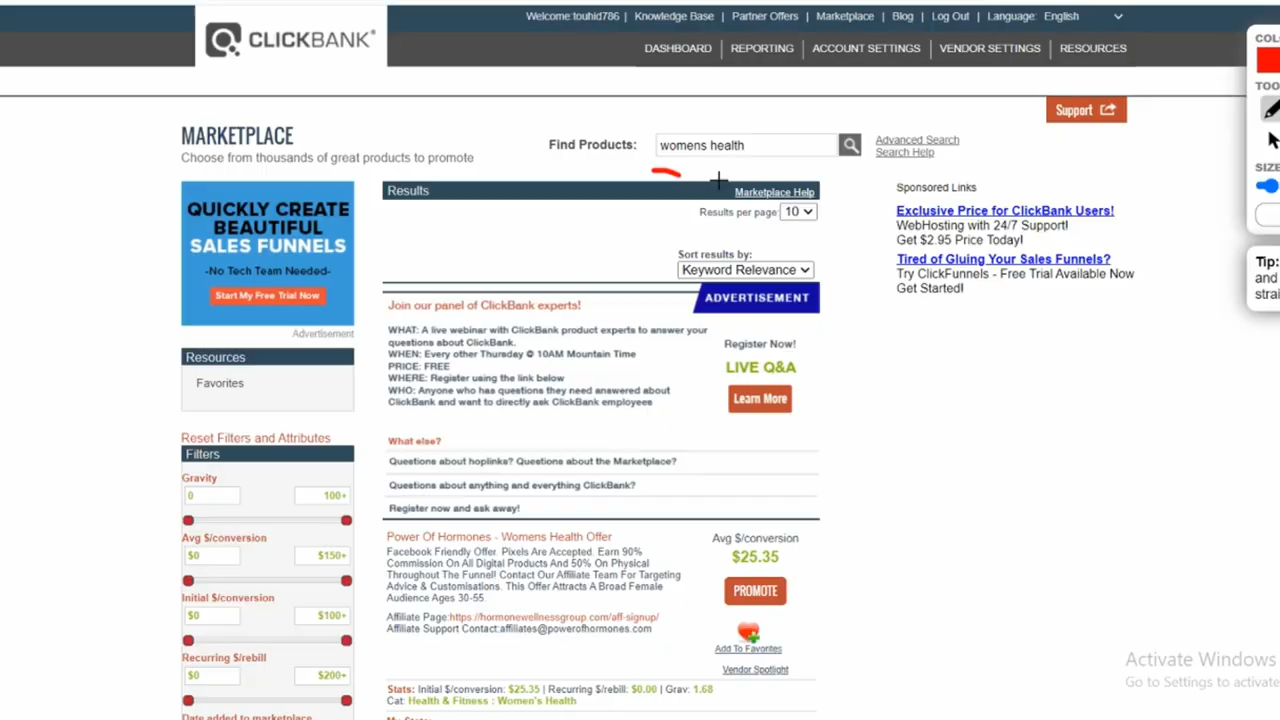 Welcome:touhid786 | Knowledge Base | Partner Offers | Marketplace | Blog | Log Out | Language: English
CLICKBANK®
DASHBOARD | REPORTING | ACCOUNT SETTINGS | VENDOR SETTINGS | RESOURCES
COLO
TOO
SIZE
Tip:
and
strai
Support
MARKETPLACE
Choose from thousands of great products to promote
Find Products: womens health
Advanced Search
Search Help
QUICKLY CREATE
BEAUTIFUL
SALES FUNNELS
-No Tech Team Needed-
Start My Free Trial Now
Advertisement
Resources
Favorites
Reset Filters and Attributes
Filters
Gravity
0 100+
Avg $/conversion
$0 $150+
Initial $/conversion
$0 $100+
Recurring $/rebill
$0 $200+
Date added to marketplace
Results
Marketplace Help
Results per page: 10
Sort results by:
Keyword Relevance
ADVERTISEMENT
Join our panel of ClickBank experts!
WHAT: A live webinar with ClickBank product experts to answer your
questions about ClickBank.
WHEN: Every other Thursday @ 10AM Mountain Time
PRICE: FREE
WHERE: Register using the link below
WHO: Anyone who has questions they need answered about
ClickBank and want to directly ask ClickBank employees
Register Now!
LIVE Q&A
Learn More
What else?
Questions about hoplinks? Questions about the Marketplace?
Questions about anything and everything ClickBank?
Register now and ask away!
Power Of Hormones - Womens Health Offer
Facebook Friendly Offer. Pixels Are Accepted. Earn 90%
Commission On All Digital Products And 50% On Physical
Throughout The Funnel! Contact Our Affiliate Team For Targeting
Advice & Customisations. This Offer Attracts A Broad Female
Audience Ages 30-55.
Affiliate Page:https://hormonewellnessgroup.com/aff-signup/
Affiliate Support Contact:affiliates@powerofhormones.com
Avg $/conversion
$25.35
PROMOTE
Add To Favorites
Vendor Spotlight
Stats: Initial $/conversion: $25.35 | Recurring $/rebill: $0.00 | Grav: 1.68
Cat: Health & Fitness : Women's Health
Sponsored Links
Exclusive Price for ClickBank Users!
WebHosting with 24/7 Support!
Get $2.95 Price Today!
Tired of Gluing Your Sales Funnels?
Try ClickFunnels - Free Trial Available Now
Get Started!
Activate Windows
Go to Settings to activate